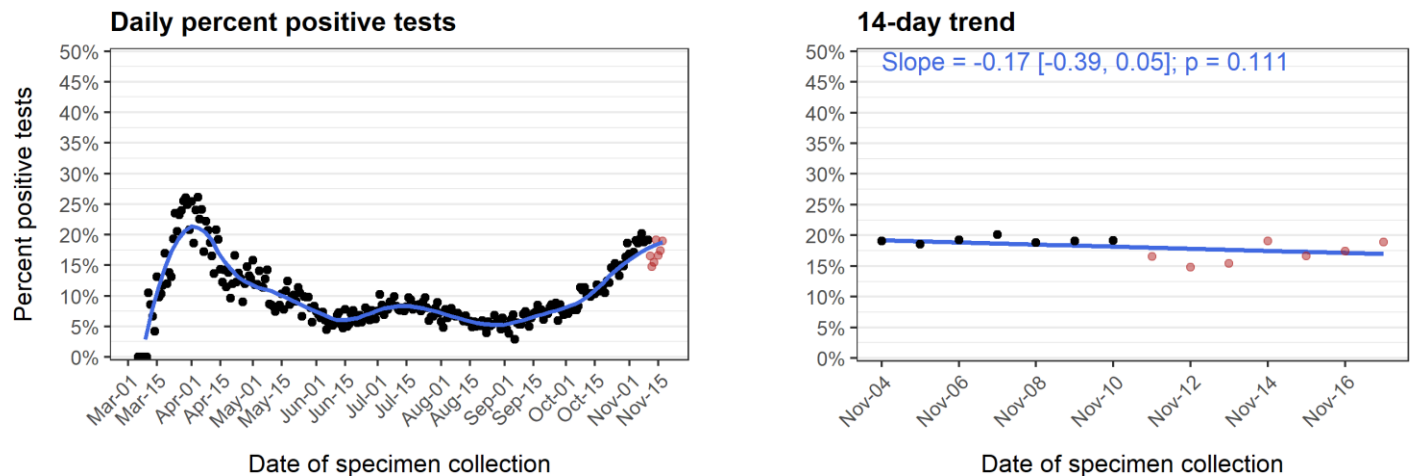 Daily percent positive tests
50%
45%
40%
35%
30%
25%
20%
15%
10%
5%
0%
Percent positive tests
Mar-01
Mar-15
Apr-01
Apr-15
May-01
May-15
Jun-01
Jun-15
Jul-01
Jul-15
Aug-01
Aug-15
Sep-01
Sep-15
Oct-01
Oct-15
Nov-01
Nov-15
Date of specimen collection
14-day trend
Slope = -0.17 [-0.39, 0.05]; p = 0.111
50%
45%
40%
35%
30%
25%
20%
15%
10%
5%
0%
Nov-04
Nov-06
Nov-08
Nov-10
Nov-12
Nov-14
Nov-16
Date of specimen collection